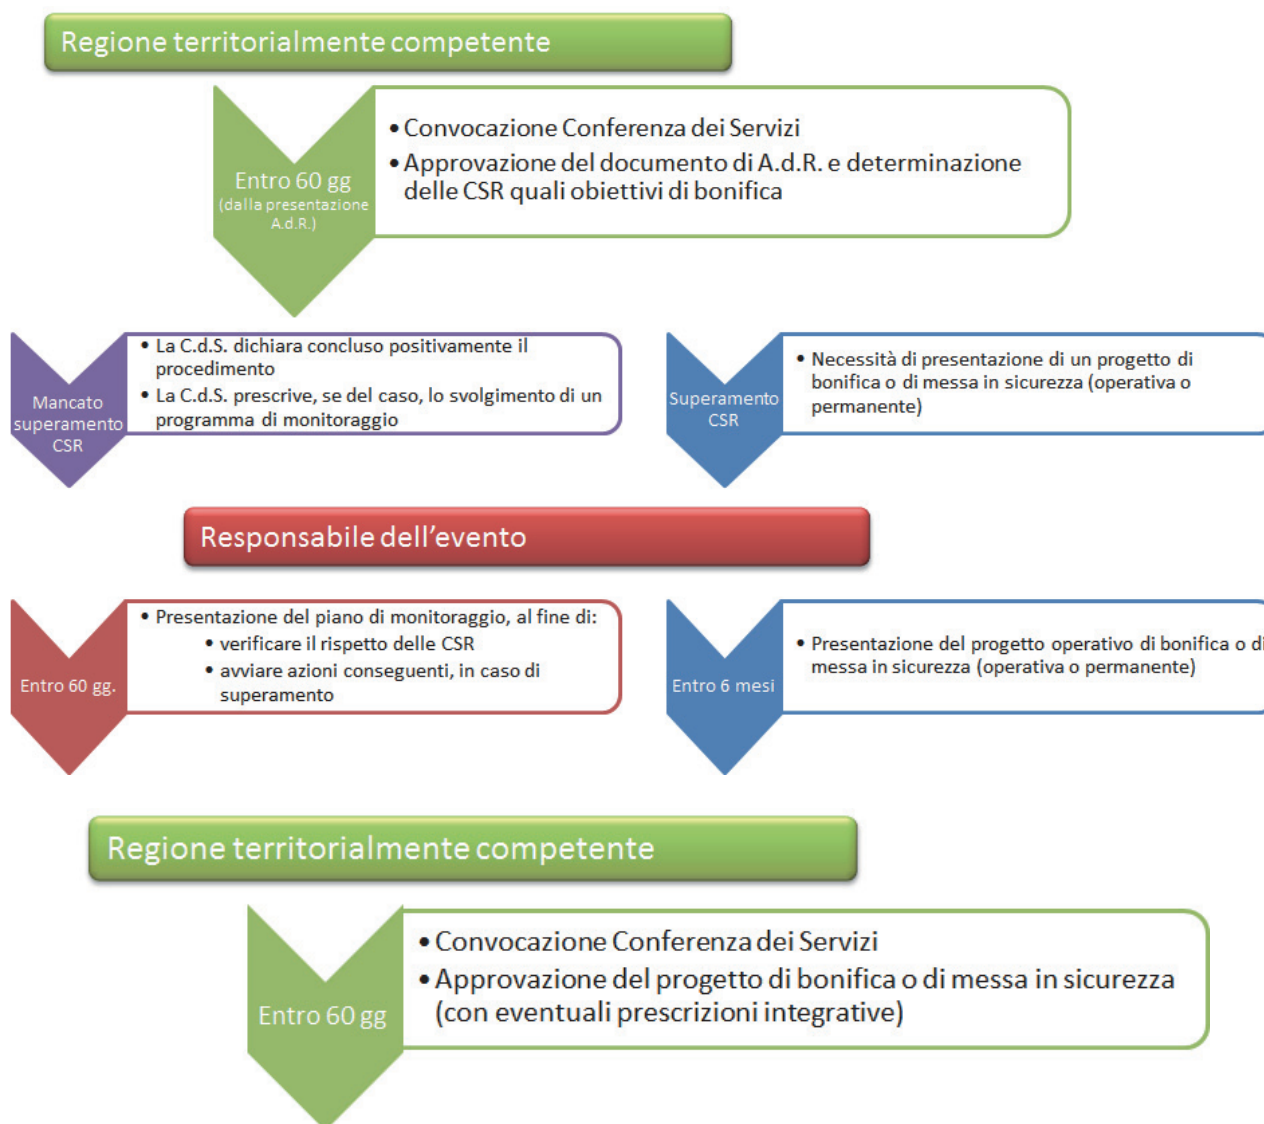 Regione territorialmente competente
Entro 60 gg
(dalla presentazione
A.d.R.)
• Convocazione Conferenza dei Servizi
• Approvazione del documento di A.d.R. e determinazione
delle CSR quali obiettivi di bonifica
Mancato
superamento
CSR
• La C.d.S. dichiara concluso positivamente il
procedimento
• La C.d.S. prescrive, se del caso, lo svolgimento di un
programma di monitoraggio
Superamento
CSR
• Necessità di presentazione di un progetto di
bonifica o di messa in sicurezza (operativa o
permanente)
Responsabile dell'evento
Entro 60 gg.
• Presentazione del piano di monitoraggio, al fine di:
• verificare il rispetto delle CSR
• avviare azioni conseguenti, in caso di
superamento
Entro 6 mesi
• Presentazione del progetto operativo di bonifica o di
messa in sicurezza (operativa o permanente)
Regione territorialmente competente
Entro 60 gg
• Convocazione Conferenza dei Servizi
• Approvazione del progetto di bonifica o di messa in sicurezza
(con eventuali prescrizioni integrative)